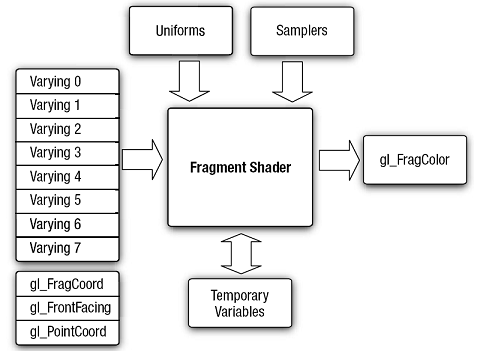 Uniforms
Samplers
Varying 0
Varying 1
Varying 2
Varying 3
Varying 4
Varying 5
Varying 6
Varying 7
gl_FragCoord
gl_FrontFacing
gl_PointCoord
Fragment Shader
gl_FragColor
Temporary
Variables